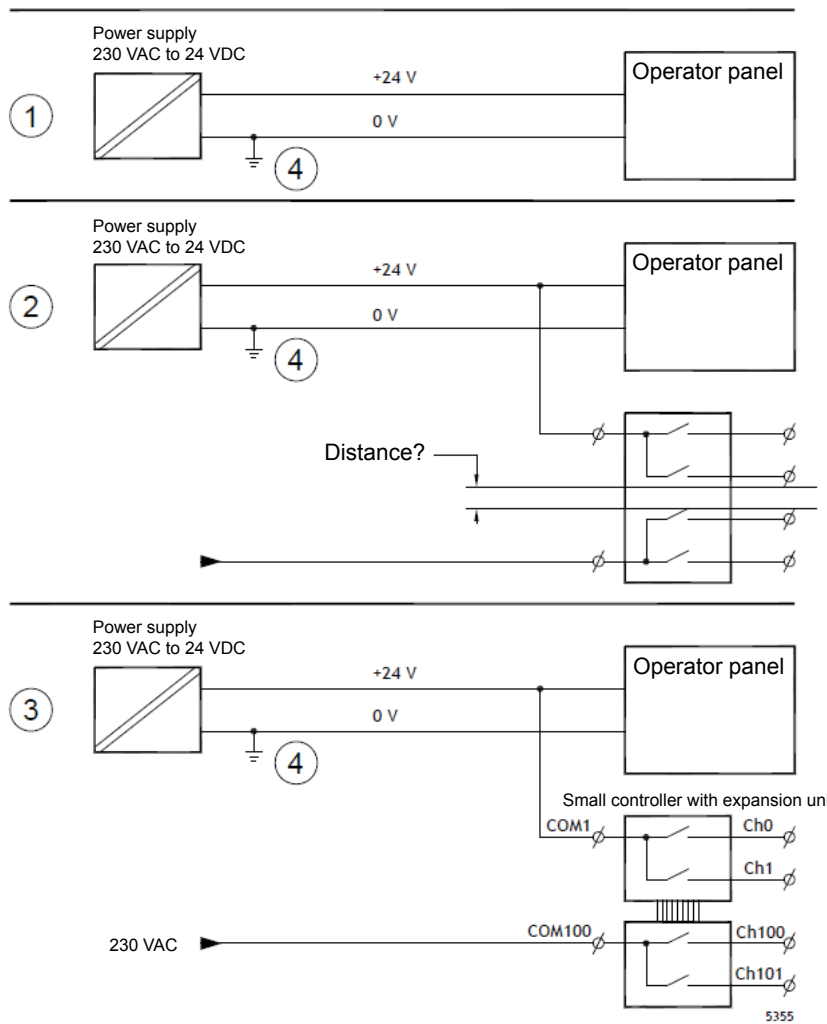 Power supply
230 VAC to 24 VDC
+24 V
Operator panel
1
0 V
4
Power supply
230 VAC to 24 VDC
+24 V
Operator panel
2
0 V
4
Distance?
Power supply
230 VAC to 24 VDC
+24 V
Operator panel
3
0 V
4
Small controller with expansion un
COM1
Ch0
Ch1
230 VAC
COM100
Ch100
Ch101
5355